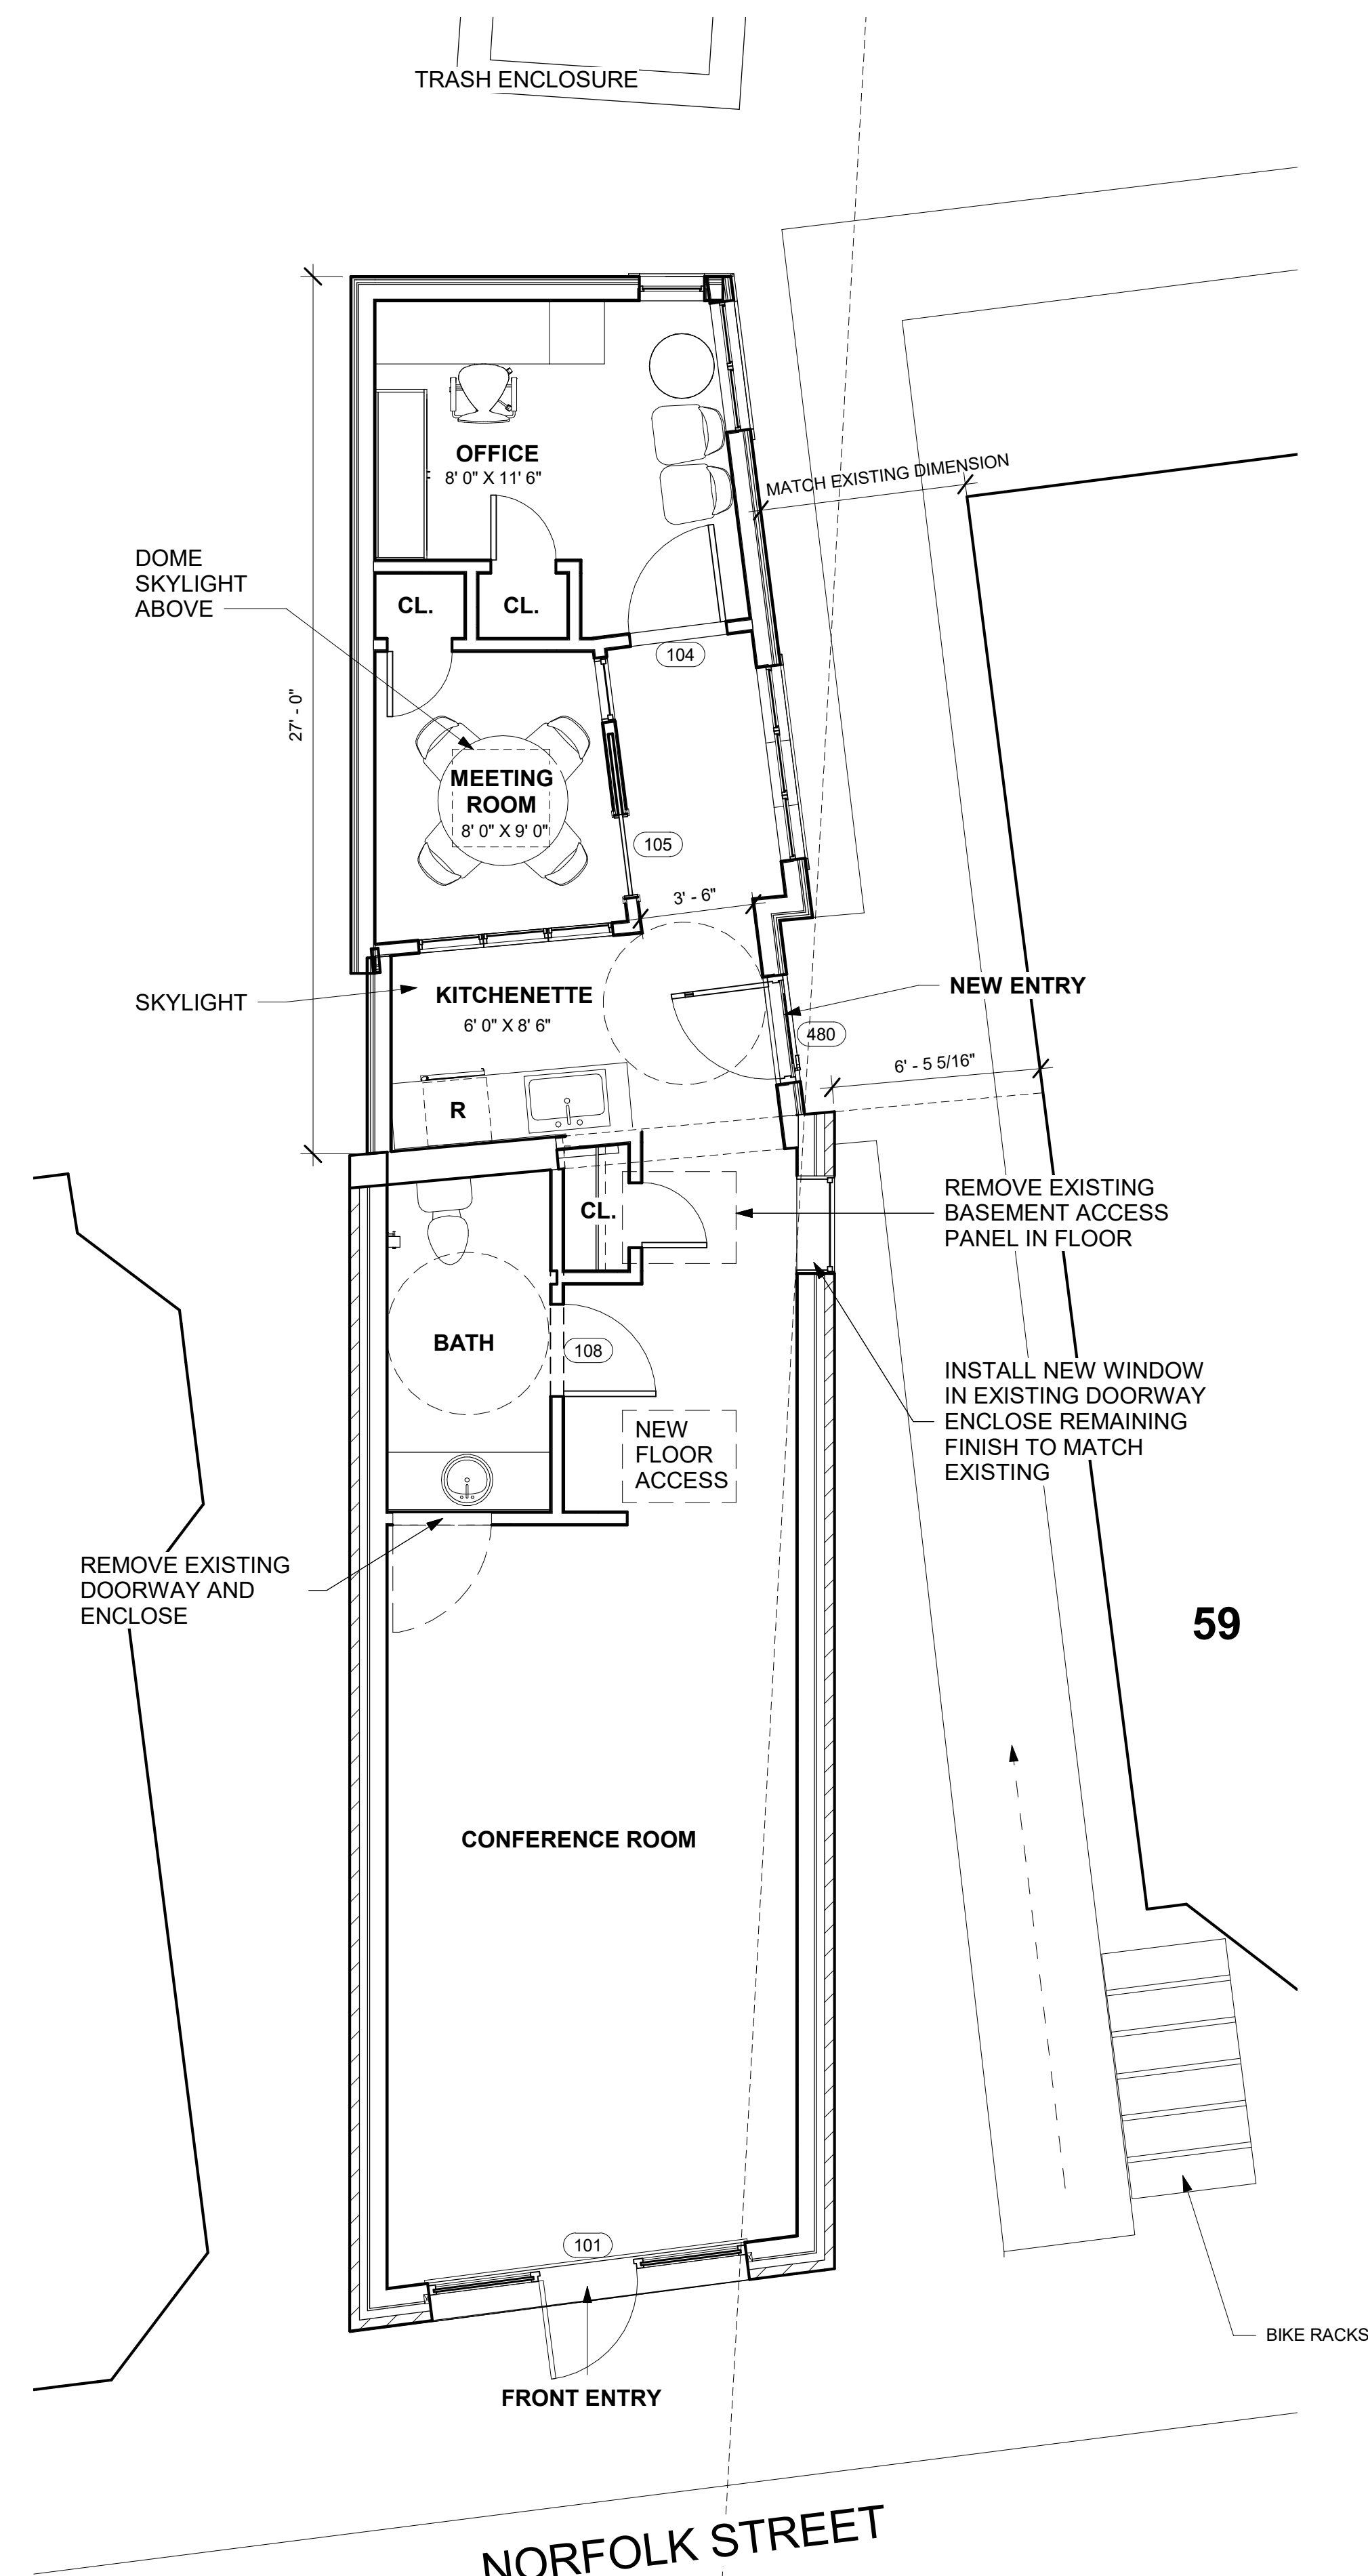 TRASH ENCLOSURE
OFFICE
8' 0" X 11' 6"
MATCH EXISTING DIMENSION
DOME
SKYLIGHT
ABOVE
CL.
CL.
104
27' - 0"
MEETING
ROOM
8' 0" X 9' 0"
105
3' - 6"
SKYLIGHT
KITCHENETTE
6' 0" X 8' 6"
NEW ENTRY
480
6' - 5 5/16"
R
CL.
REMOVE EXISTING
BASEMENT ACCESS
PANEL IN FLOOR
BATH
108
INSTALL NEW WINDOW
IN EXISTING DOORWAY
ENCLOSE REMAINING
FINISH TO MATCH
EXISTING
NEW
FLOOR
ACCESS
REMOVE EXISTING
DOORWAY AND
ENCLOSE
59
CONFERENCE ROOM
101
BIKE RACKS
FRONT ENTRY
NORFOLK STREET